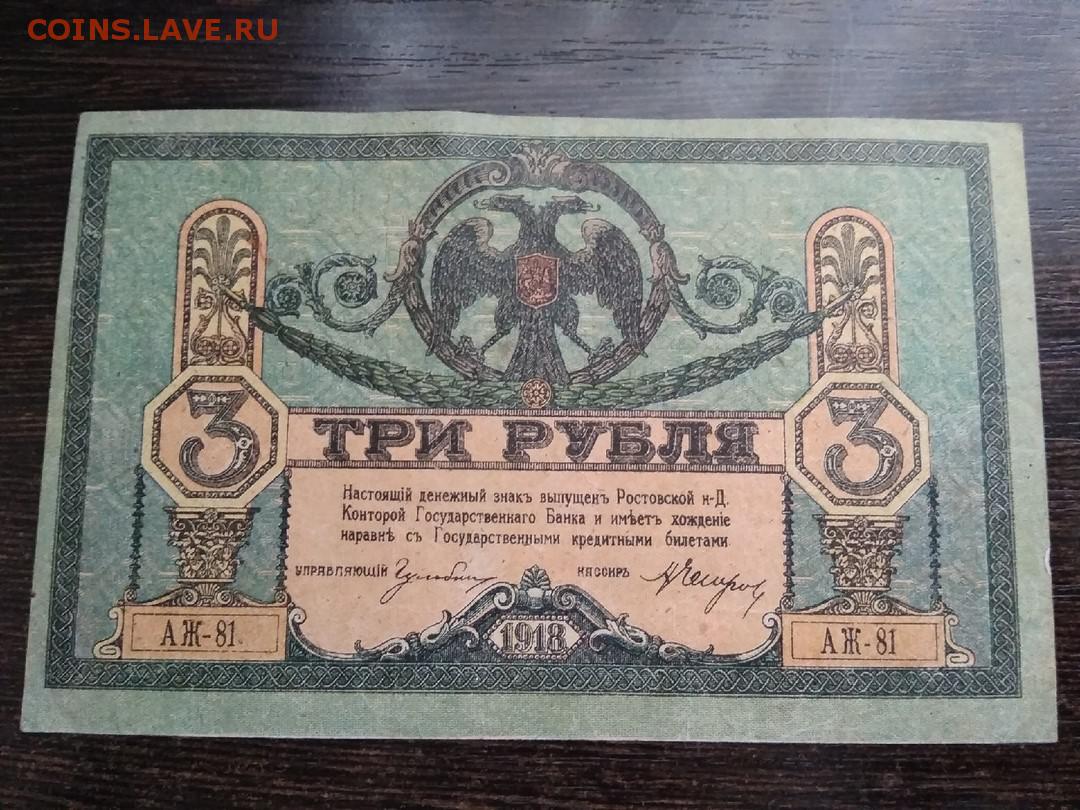 COINS.LAVE.RU
3
3
ТРИ РУБЛЯ
Настоящій денежный знакъ выпущенъ Ростовской н-Д.
Конторой Государственнаго Банка и имѣетъ хожденіе
наравнѣ съ Государственными кредитными билетами.
УПРАВЛЯЮЩІЙ
КАССИРЪ
АЖ-81
1918
АЖ-81